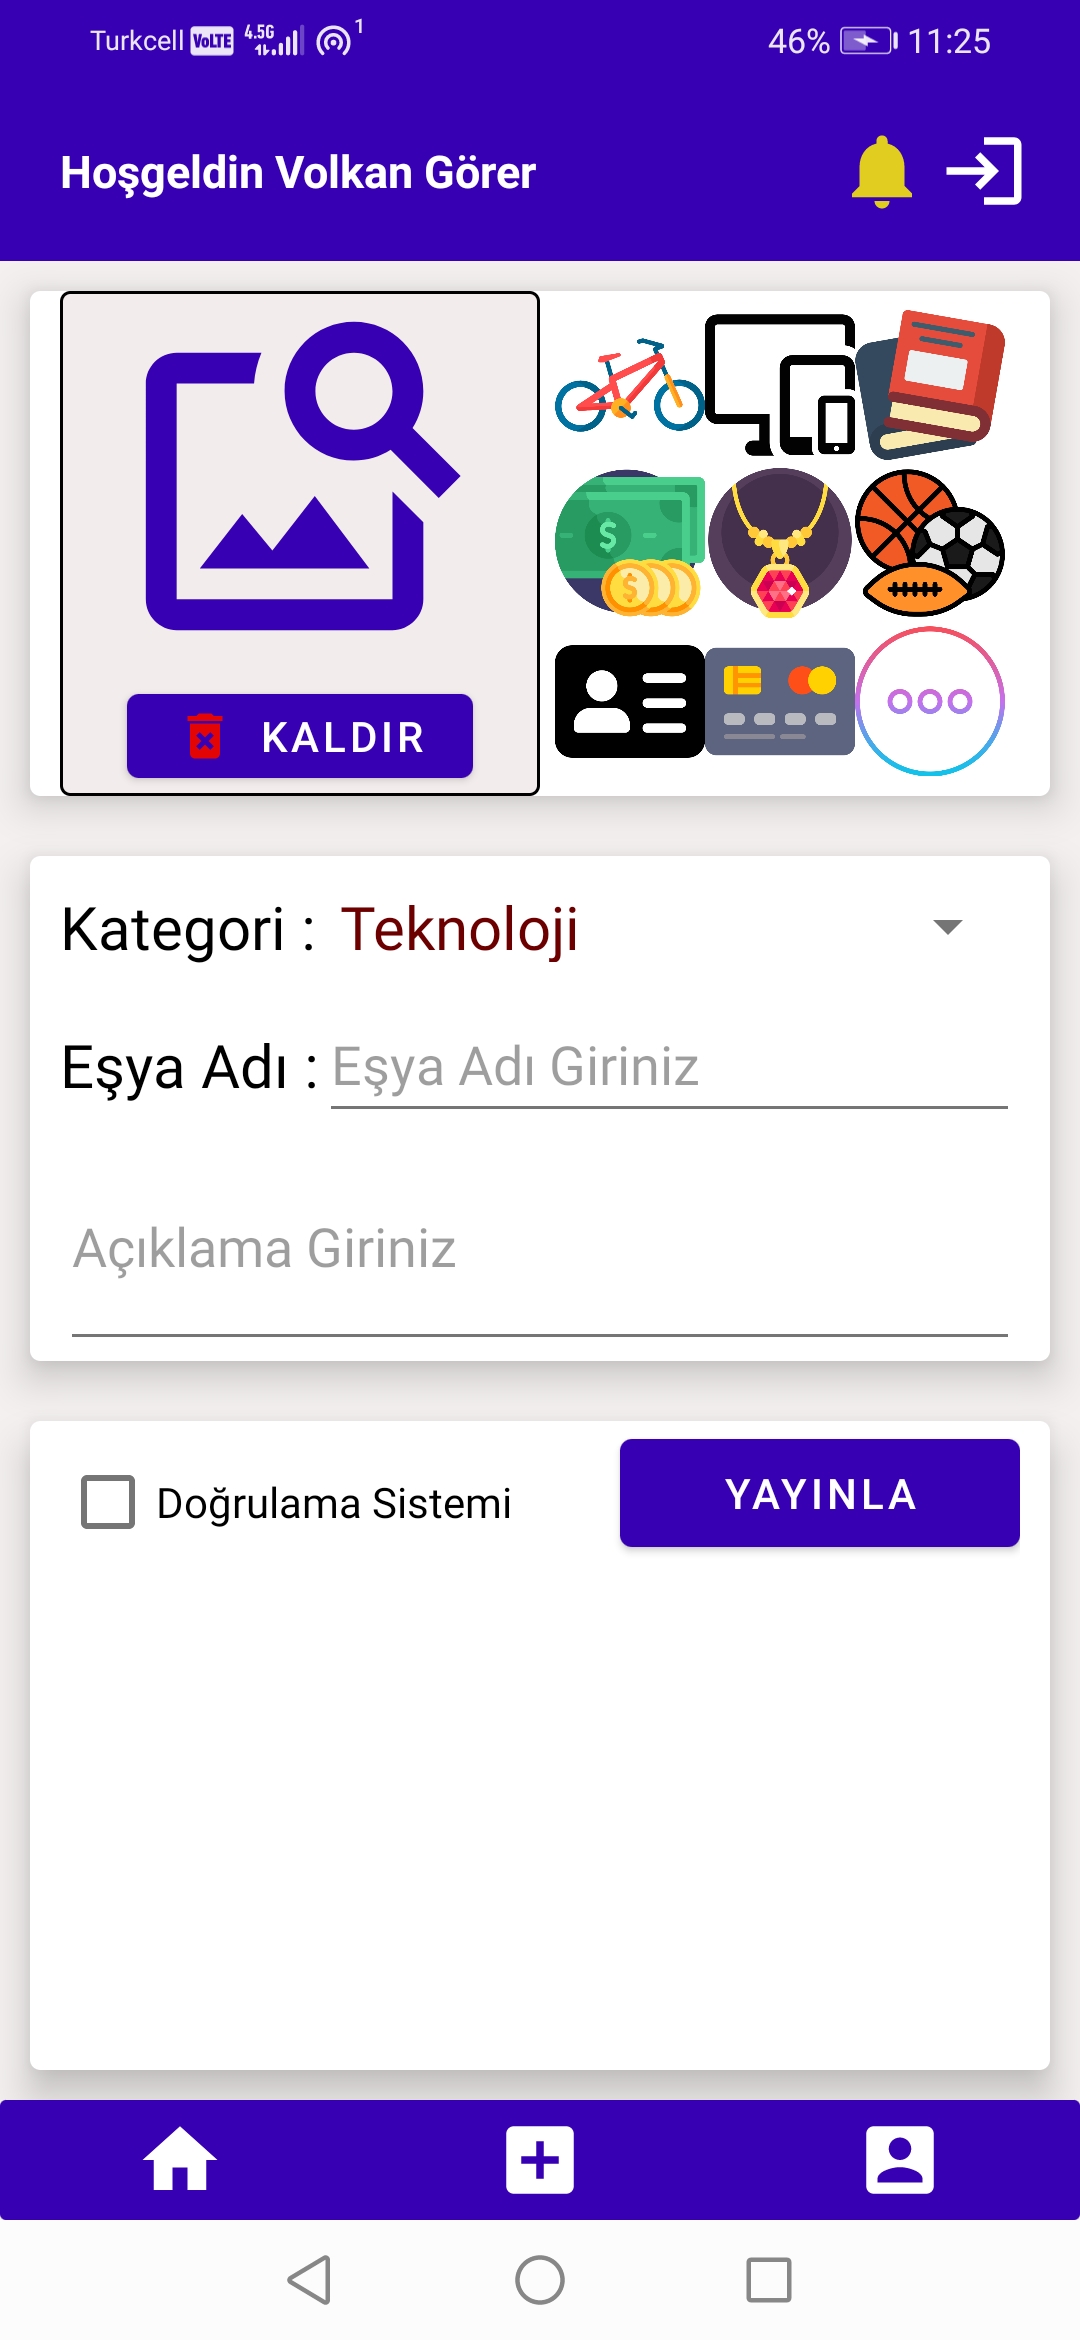 Turkcell VoLTE 4.5G 1 46% 11:25
Hoşgeldin Volkan Görer
KALDIR
Kategori : Teknoloji
Eşya Adı : Eşya Adı Giriniz
Açıklama Giriniz
Doğrulama Sistemi YAYINLA